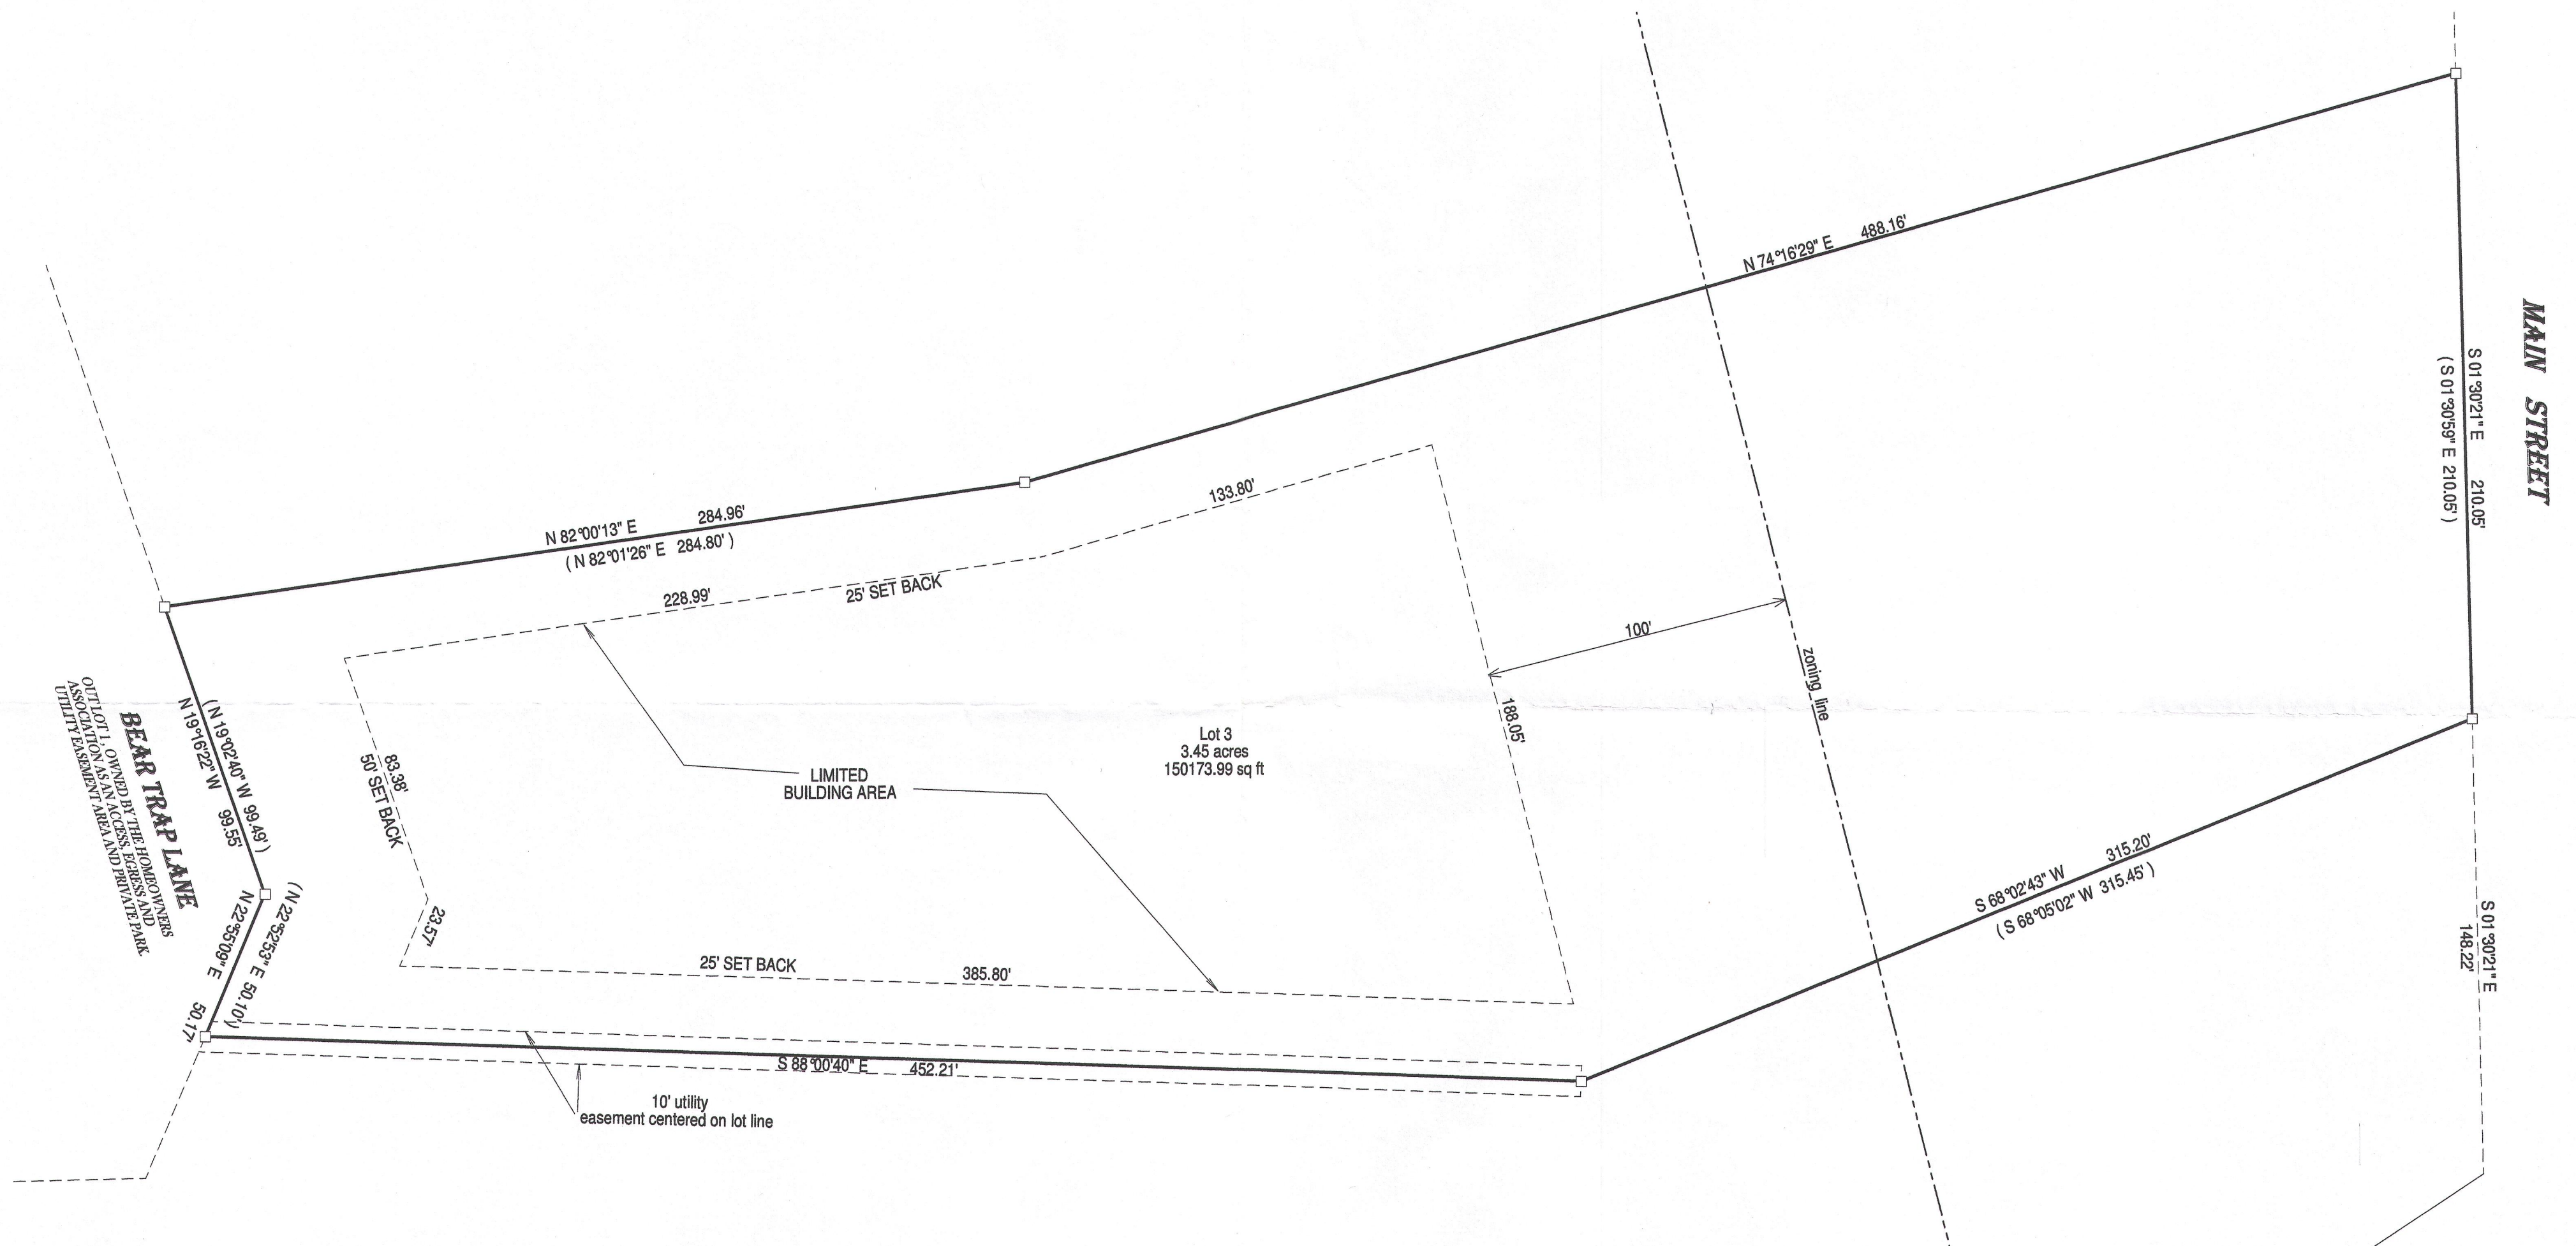 N 74°16'29" E 488.16'
MAIN STREET
S 01°30'21" E 210.05'
( S 01°30'59" E 210.05' )
133.80'
N 82°00'13" E 284.96'
( N 82°01'26" E 284.80' )
25' SET BACK
228.99'
100'
zoning line
188.05'
Lot 3
3.45 acres
150173.99 sq ft
LIMITED
BUILDING AREA
83.38'
50' SET BACK
( N 19°02'40" W 99.49' )
N 19°16'22" W 99.55'
BEAR TRAP LANE
OUTLOT 1, OWNED BY THE HOMEOWNERS
ASSOCIATION AS AN ACCESS, EGRESS AND
UTILITY EASEMENT AREA AND PRIVATE PARK
( N 22°52'53" E 50.10' )
N 22°55'09" E 50.17'
23.57'
25' SET BACK 385.80'
S 68°02'43" W 315.20'
( S 68°05'02" W 315.45' )
S 01°30'21" E
148.22'
S 88°00'40" E 452.21'
10' utility
easement centered on lot line